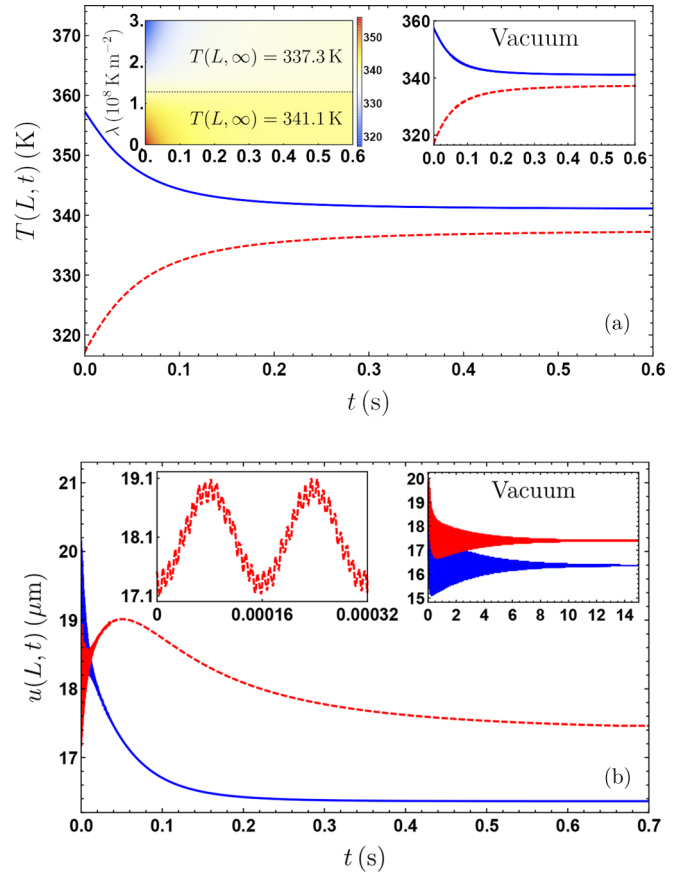 375
370
360
350
340
330
320
T(L, t) (K)
0.0 0.1 0.2 0.3 0.4 0.5 0.6
t (s)
(a)
3
2
1
0
λ (10⁸ K m⁻²)
T(L, ∞) = 337.3 K
T(L, ∞) = 341.1 K
0. 0.1 0.2 0.3 0.4 0.5 0.6
350
340
330
320
Vacuum
360
340
320
0.0 0.1 0.2 0.3 0.4 0.5 0.6
21
20
19
18
17
u(L, t) (μm)
0.0 0.1 0.2 0.3 0.4 0.5 0.6 0.7
t (s)
(b)
19.1
18.1
17.1
0 0.00016 0.00032
Vacuum
20
19
18
17
16
15
0 2 4 6 8 10 12 14